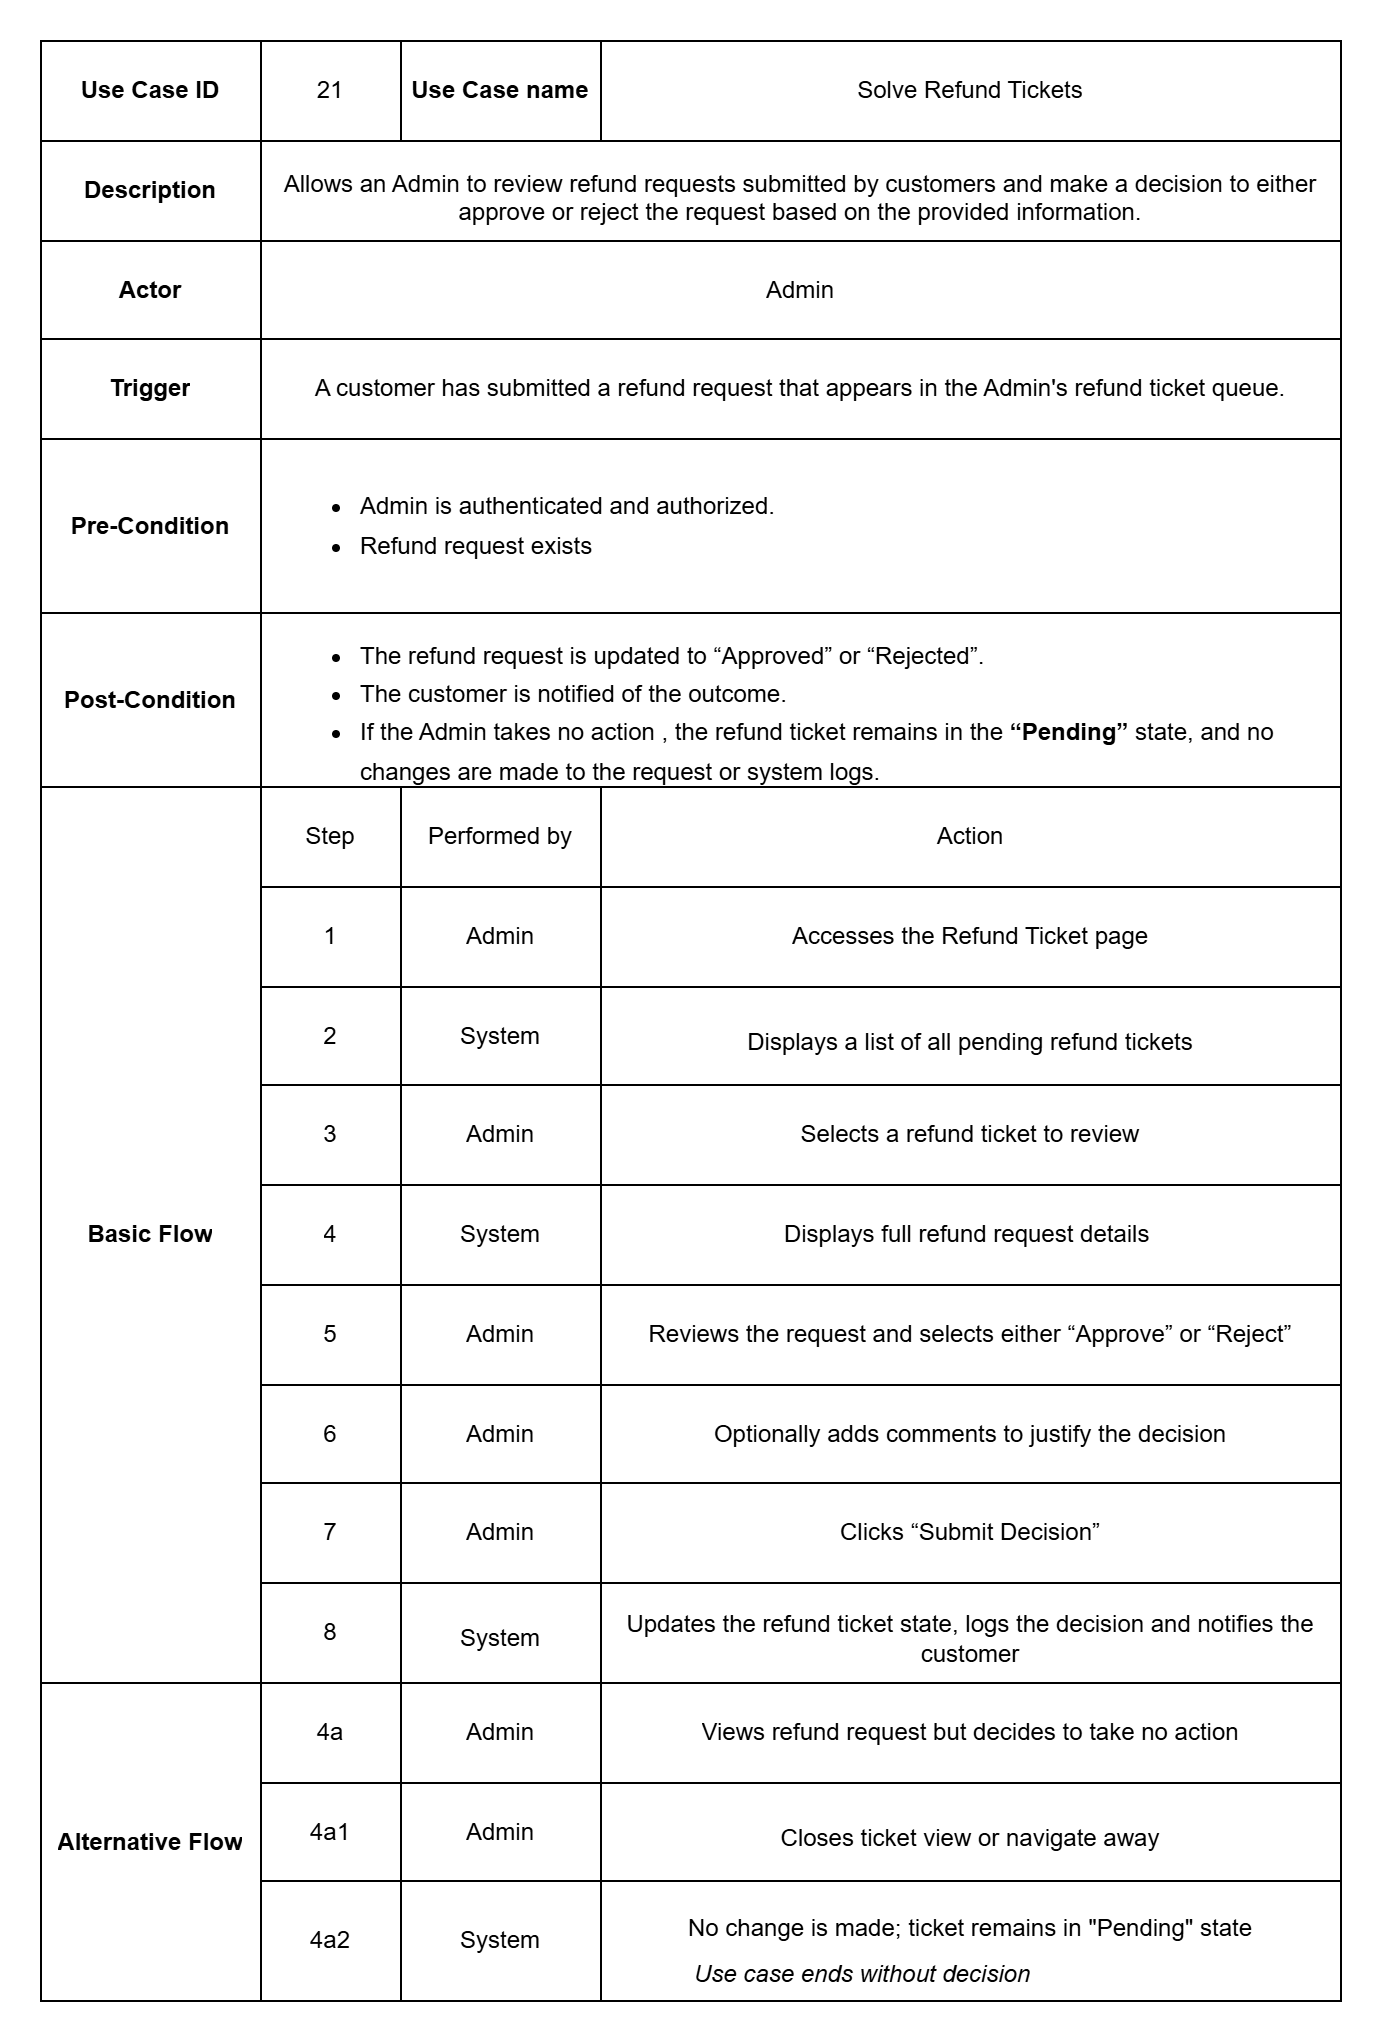 Use Case ID 21 Use Case name Solve Refund Tickets
Description
Allows an Admin to review refund requests submitted by customers and make a decision to either
approve or reject the request based on the provided information.
Actor Admin
Trigger A customer has submitted a refund request that appears in the Admin's refund ticket queue.
Pre-Condition
• Admin is authenticated and authorized.
• Refund request exists
Post-Condition
• The refund request is updated to “Approved” or “Rejected”.
• The customer is notified of the outcome.
• If the Admin takes no action , the refund ticket remains in the “Pending” state, and no
changes are made to the request or system logs.
Basic Flow
Step Performed by Action
1 Admin Accesses the Refund Ticket page
2 System Displays a list of all pending refund tickets
3 Admin Selects a refund ticket to review
4 System Displays full refund request details
5 Admin Reviews the request and selects either “Approve” or “Reject”
6 Admin Optionally adds comments to justify the decision
7 Admin Clicks “Submit Decision”
8 System Updates the refund ticket state, logs the decision and notifies the
customer
Alternative Flow
4a Admin Views refund request but decides to take no action
4a1 Admin Closes ticket view or navigate away
4a2 System No change is made; ticket remains in "Pending" state
Use case ends without decision